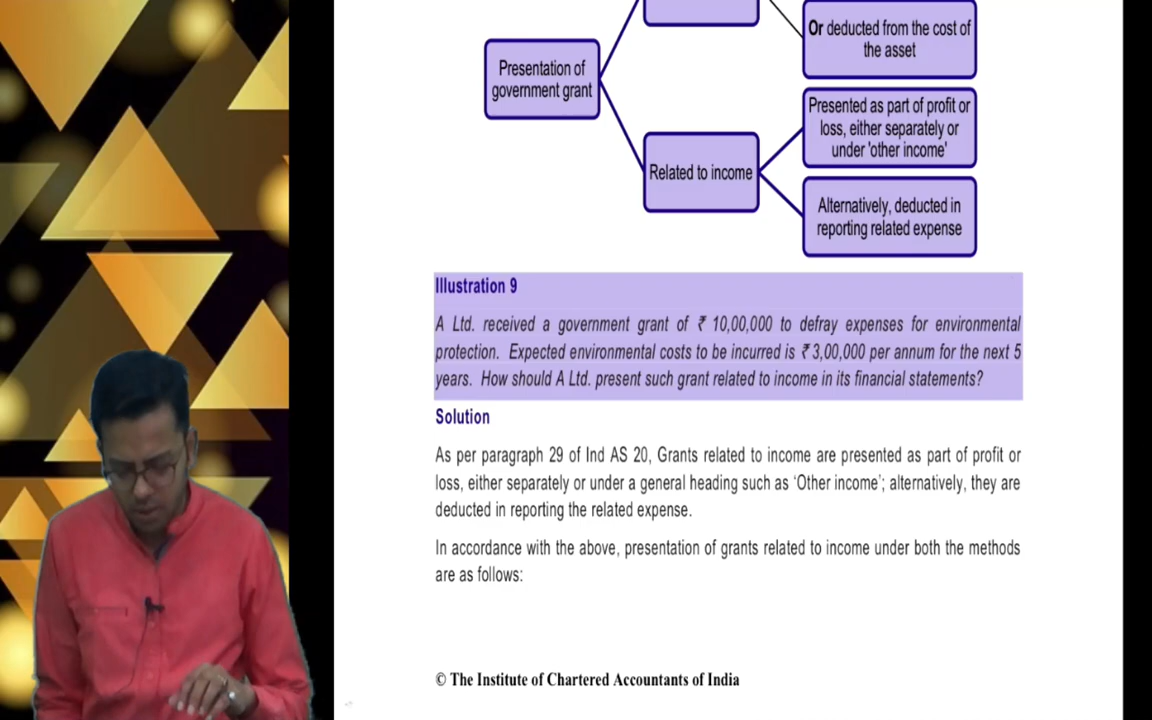 Or deducted from the cost of
the asset
Presentation of
government grant
Presented as part of profit or
loss, either separately or
under 'other income'
Related to income
Alternatively, deducted in
reporting related expense
Illustration 9
A Ltd. received a government grant of ₹ 10,00,000 to defray expenses for environmental
protection. Expected environmental costs to be incurred is ₹ 3,00,000 per annum for the next 5
years. How should A Ltd. present such grant related to income in its financial statements?
Solution
As per paragraph 29 of Ind AS 20, Grants related to income are presented as part of profit or
loss, either separately or under a general heading such as ‘Other income’; alternatively, they are
deducted in reporting the related expense.
In accordance with the above, presentation of grants related to income under both the methods
are as follows:
© The Institute of Chartered Accountants of India